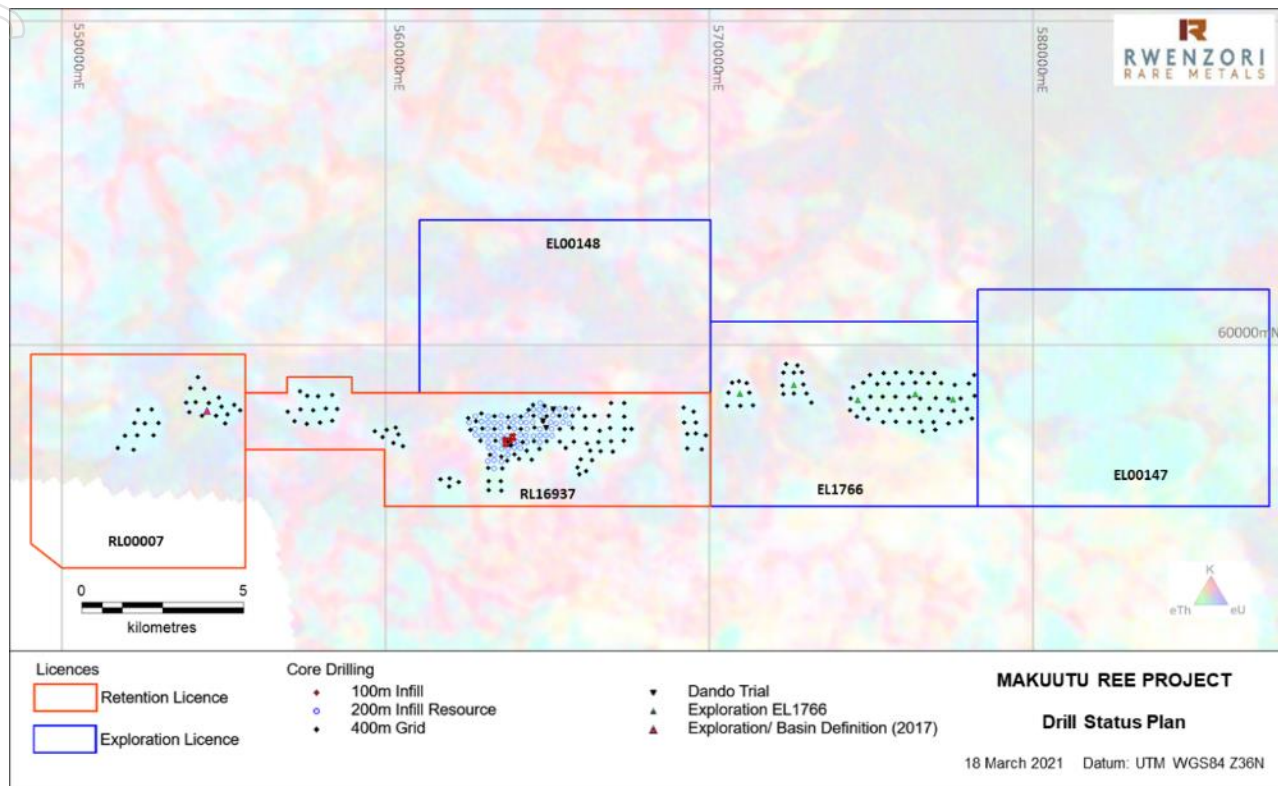 550000mE
560000mE
570000mE
580000mE
RWENZORI
RARE METALS
EL00148
60000mN
EL00147
EL1766
RL16937
RL00007
0 5
kilometres
K
eTh eU
Licences
Retention Licence
Exploration Licence
Core Drilling
100m Infill
200m Infill Resource
400m Grid
Dando Trial
Exploration EL1766
Exploration/ Basin Definition (2017)
MAKUUTU REE PROJECT
Drill Status Plan
18 March 2021 Datum: UTM WGS84 Z36N